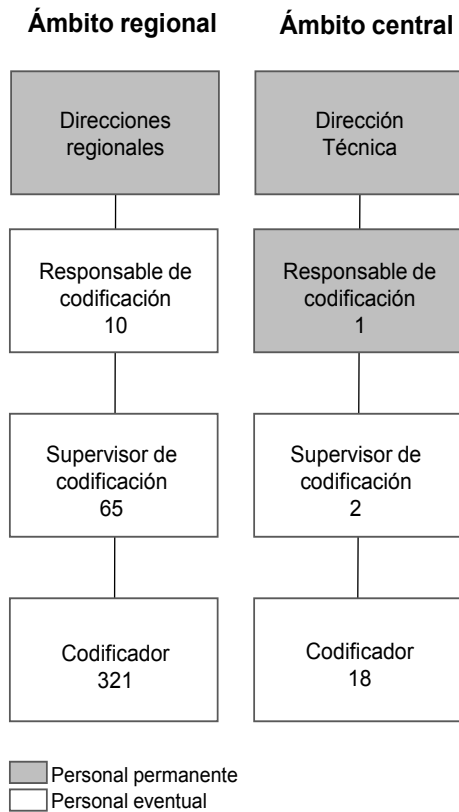 Ámbito regional
Direcciones
regionales
Responsable de
codificación
10
Supervisor de
codificación
65
Codificador
321
Ámbito central
Dirección
Técnica
Responsable de
codificación
1
Supervisor de
codificación
2
Codificador
18
Personal permanente
Personal eventual